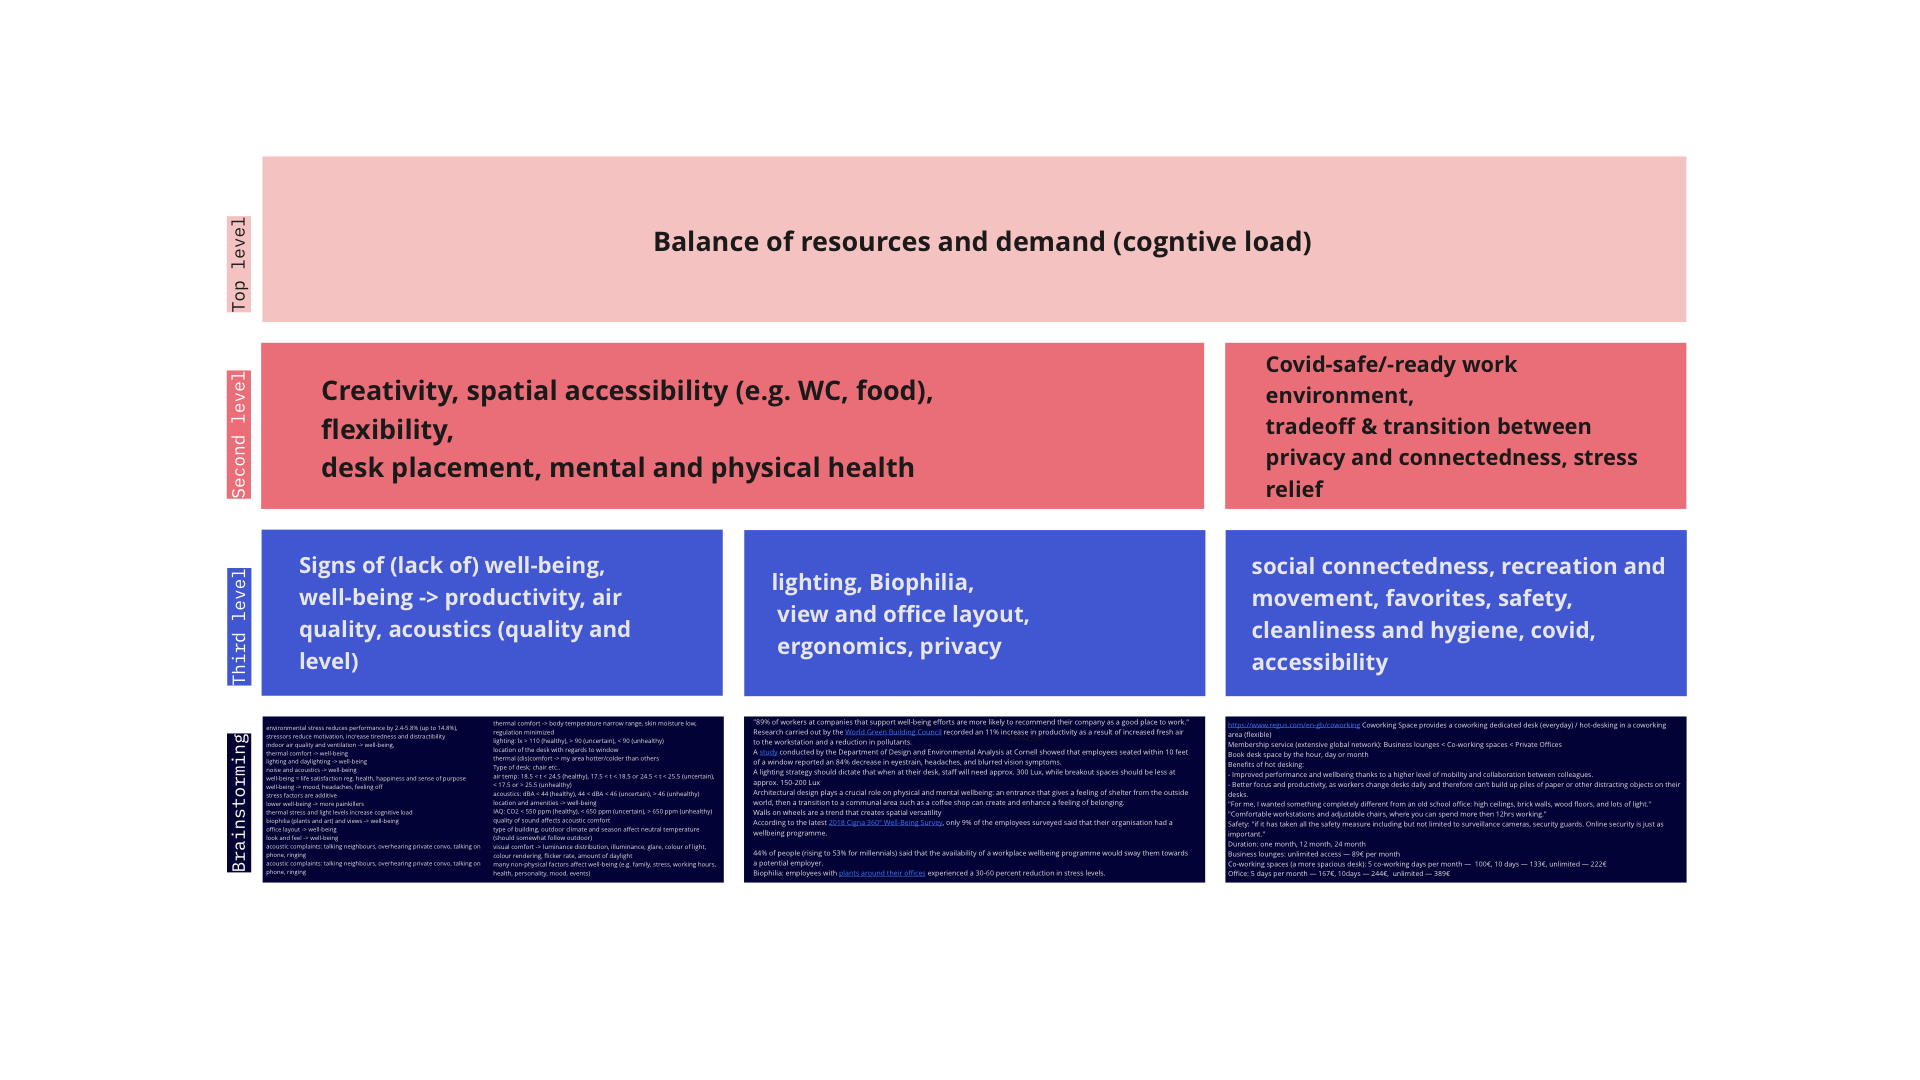 Top level
Balance of resources and demand (cogntive load)
Second level
Creativity, spatial accessibility (e.g. WC, food),
flexibility,
desk placement, mental and physical health
Covid-safe/-ready work
environment,
tradeoff & transition between
privacy and connectedness, stress
relief
Third level
Signs of (lack of) well-being,
well-being -> productivity, air
quality, acoustics (quality and
level)
lighting, Biophilia,
view and office layout,
ergonomics, privacy
social connectedness, recreation and
movement, favorites, safety,
cleanliness and hygiene, covid,
accessibility
Brainstorming
environmental stress reduces performance by 2.4-5.8% (up to 14.8%),
stressors reduce motivation, increase tiredness and distractibility
indoor air quality and ventilation -> well-being,
thermal comfort -> well-being
lighting and daylighting -> well-being
noise and acoustics -> well-being
well-being = life satisfaction reg, health, happiness and sense of purpose
well-being -> mood, headaches, feeling off
stress factors are additive
lower well-being -> more painkillers
thermal stress and light levels increase cognitive load
biophilia (plants and art) and views -> well-being
office layout -> well-being
look and feel -> well-being
acoustic complaints: talking neighbours, overhearing private convo, talking on
phone, ringing
acoustic complaints: talking neighbours, overhearing private convo, talking on
phone, ringing
thermal comfort -> body temperature narrow range, skin moisture low,
regulation minimized
lighting: lx > 110 (healthy), > 90 (uncertain), < 90 (unhealthy)
location of the desk with regards to window
thermal (dis)comfort -> my area hotter/colder than others
Type of desk, chair etc..
air temp: 18.5 < t < 24.5 (healthy), 17.5 < t < 18.5 or 24.5 < t < 25.5 (uncertain),
< 17.5 or > 25.5 (unhealthy)
acoustics: dBA < 44 (healthy), 44 < dBA < 46 (uncertain), > 46 (unhealthy)
location and amenities -> well-being
IAQ: CO2 < 550 ppm (healthy), < 650 ppm (uncertain), > 650 ppm (unhealthy)
quality of sound affects acoustic comfort
type of building, outdoor climate and season affect neutral temperature
(should somewhat follow outdoor)
visual comfort -> luminance distribution, illuminance, glare, colour of light,
colour rendering, flicker rate, amount of daylight
many non-physical factors affect well-being (e.g. family, stress, working hours,
health, personality, mood, events)
"89% of workers at companies that support well-being efforts are more likely to recommend their company as a good place to work."
Research carried out by the World Green Building Council recorded an 11% increase in productivity as a result of increased fresh air
to the workstation and a reduction in pollutants.
A study conducted by the Department of Design and Environmental Analysis at Cornell showed that employees seated within 10 feet
of a window reported an 84% decrease in eyestrain, headaches, and blurred vision symptoms.
A lighting strategy should dictate that when at their desk, staff will need approx. 300 Lux, while breakout spaces should be less at
approx. 150-200 Lux
Architectural design plays a crucial role on physical and mental wellbeing: an entrance that gives a feeling of shelter from the outside
world, then a transition to a communal area such as a coffee shop can create and enhance a feeling of belonging.
Walls on wheels are a trend that creates spatial versatility
According to the latest 2018 Cigna 360° Well-Being Survey, only 9% of the employees surveyed said that their organisation had a
wellbeing programme.
44% of people (rising to 53% for millennials) said that the availability of a workplace wellbeing programme would sway them towards
a potential employer.
Biophilia: employees with plants around their offices experienced a 30-60 percent reduction in stress levels.
https://www.regus.com/en-gb/coworking Coworking Space provides a coworking dedicated desk (everyday) / hot-desking in a coworking
area (flexible)
Membership service (extensive global network): Business lounges < Co-working spaces < Private Offices
Book desk space by the hour, day or month
Benefits of hot desking:
- Improved performance and wellbeing thanks to a higher level of mobility and collaboration between colleagues.
- Better focus and productivity, as workers change desks daily and therefore can't build up piles of paper or other distracting objects on their
desks.
"For me, I wanted something completely different from an old school office: high ceilings, brick walls, wood floors, and lots of light."
"Comfortable workstations and adjustable chairs, where you can spend more then 12hrs working."
Safety: "if it has taken all the safety measure including but not limited to surveillance cameras, security guards. Online security is just as
important."
Duration: one month, 12 month, 24 month
Business lounges: unlimited access — 89€ per month
Co-working spaces (a more spacious desk): 5 co-working days per month — 100€, 10 days — 133€, unlimited — 222€
Office: 5 days per month — 167€, 10days — 244€, unlimited — 389€